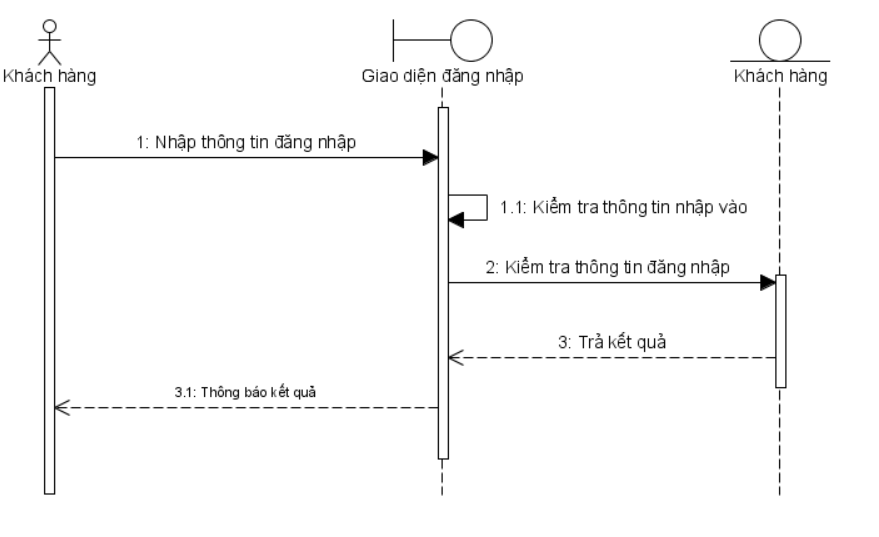 Khách hàng
Giao diện đăng nhập
Khách hàng
1: Nhập thông tin đăng nhập
1.1: Kiểm tra thông tin nhập vào
2: Kiểm tra thông tin đăng nhập
3: Trả kết quả
3.1: Thông báo kết quả